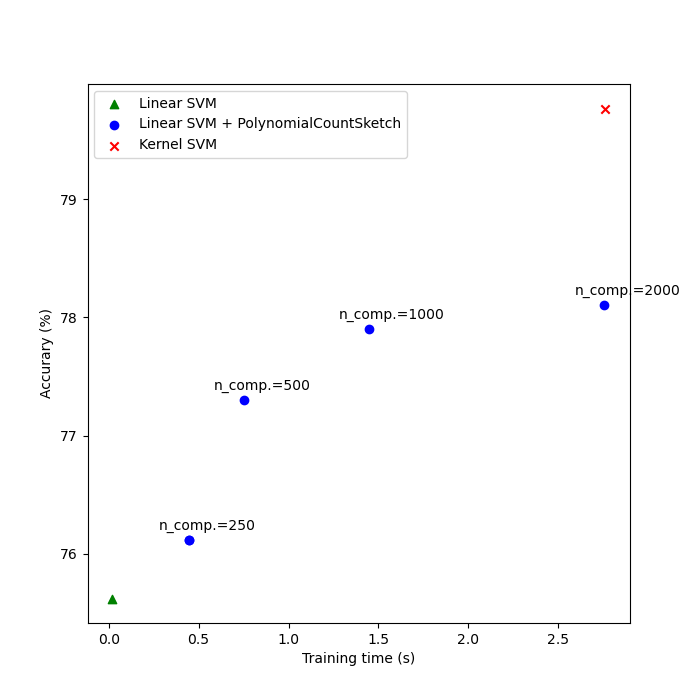 Linear SVM
Linear SVM + PolynomialCountSketch
Kernel SVM
79
n_comp.=2000
78
n_comp.=1000
n_comp.=500
77
n_comp.=250
76
Accurary (%)
0.0 0.5 1.0 1.5 2.0 2.5
Training time (s)